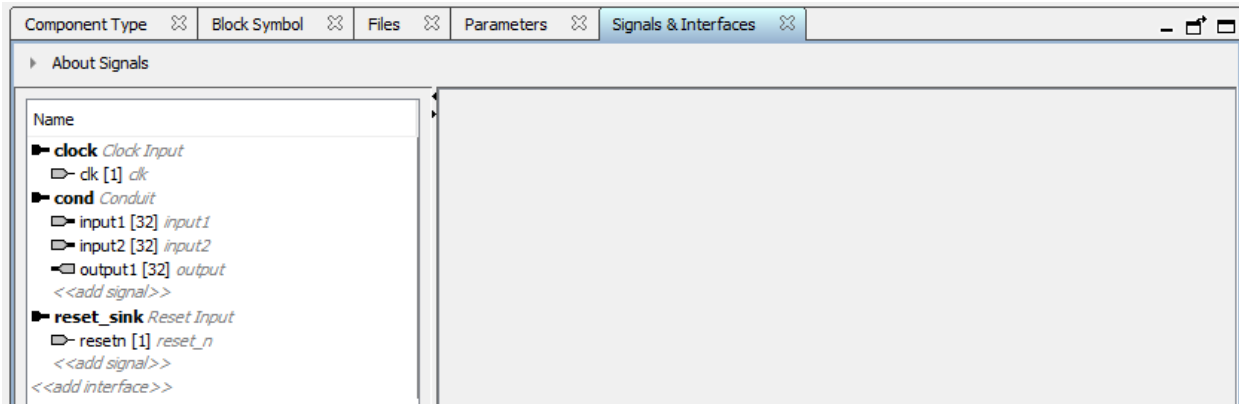 Component Type Block Symbol Files Parameters Signals & Interfaces
About Signals
Name
clock Clock Input
clk [1] clk
cond Conduit
input1 [32] input1
input2 [32] input2
output1 [32] output
<<add signal>>
reset_sink Reset Input
resetn [1] reset_n
<<add signal>>
<<add interface>>